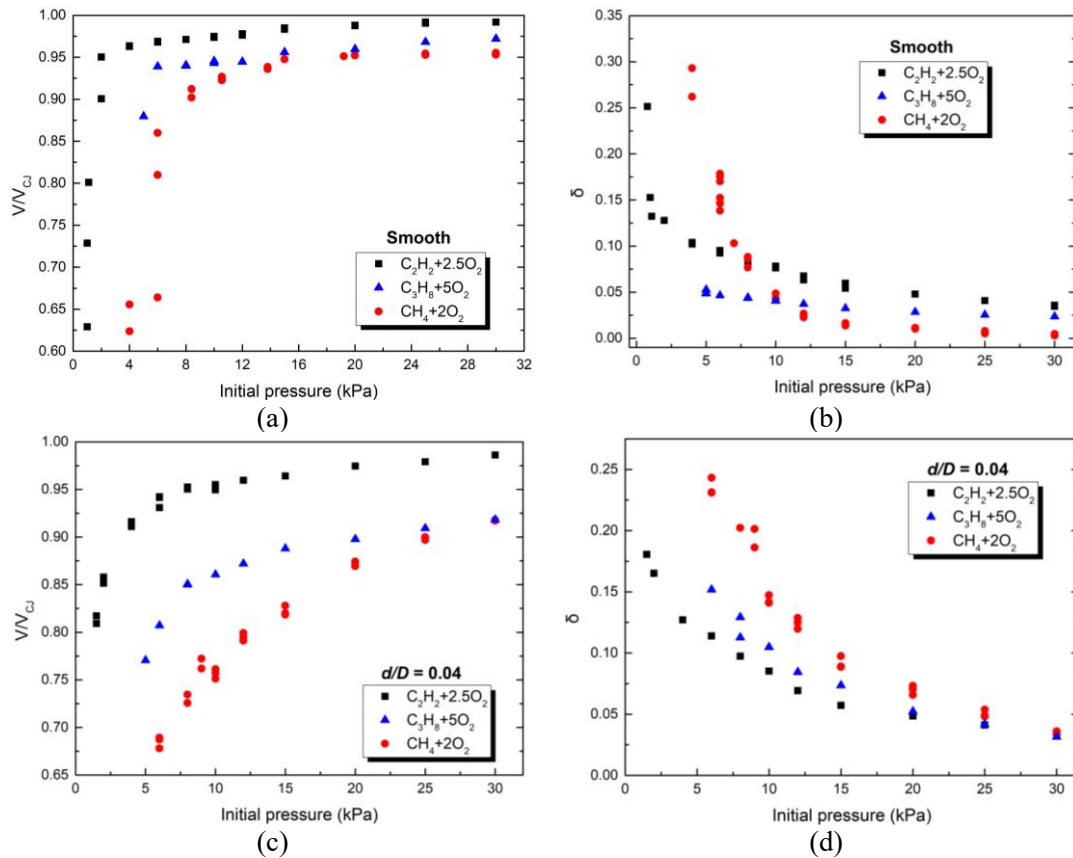 1.00
0.95
0.90
0.85
0.80
0.75
0.70
0.65
0.60
V/V_CJ
Smooth
C₂H₂+2.5O₂
C₃H₈+5O₂
CH₄+2O₂
0 4 8 12 16 20 24 28 32
Initial pressure (kPa)
(a)
0.35
0.30
0.25
0.20
0.15
0.10
0.05
0.00
δ
Smooth
C₂H₂+2.5O₂
C₃H₈+5O₂
CH₄+2O₂
0 5 10 15 20 25 30
Initial pressure (kPa)
(b)
1.00
0.95
0.90
0.85
0.80
0.75
0.70
0.65
V/V_CJ
d/D = 0.04
C₂H₂+2.5O₂
C₃H₈+5O₂
CH₄+2O₂
0 5 10 15 20 25 30
Initial pressure (kPa)
(c)
0.25
0.20
0.15
0.10
0.05
0.00
δ
d/D = 0.04
C₂H₂+2.5O₂
C₃H₈+5O₂
CH₄+2O₂
0 5 10 15 20 25 30
Initial pressure (kPa)
(d)